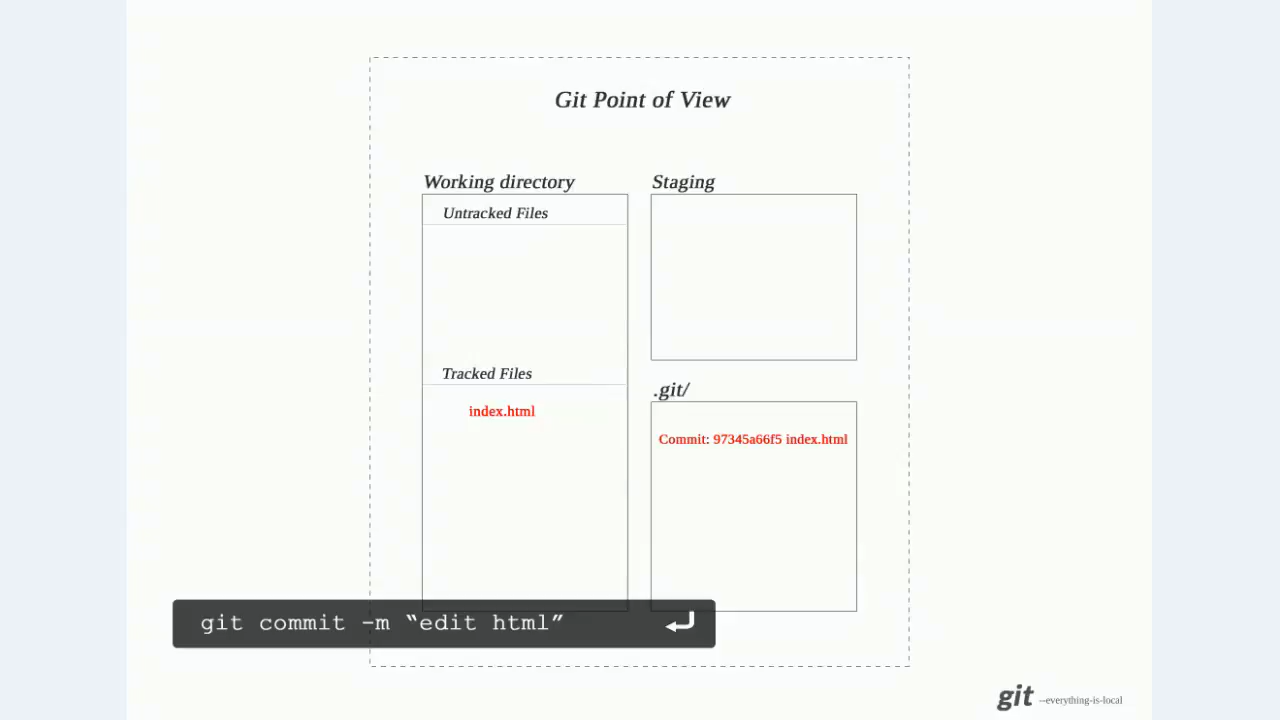 Git Point of View
Working directory
Untracked Files
Tracked Files
index.html
Staging
.git/
Commit: 97345a66f5 index.html
git commit -m “edit html”
git --everything-is-local